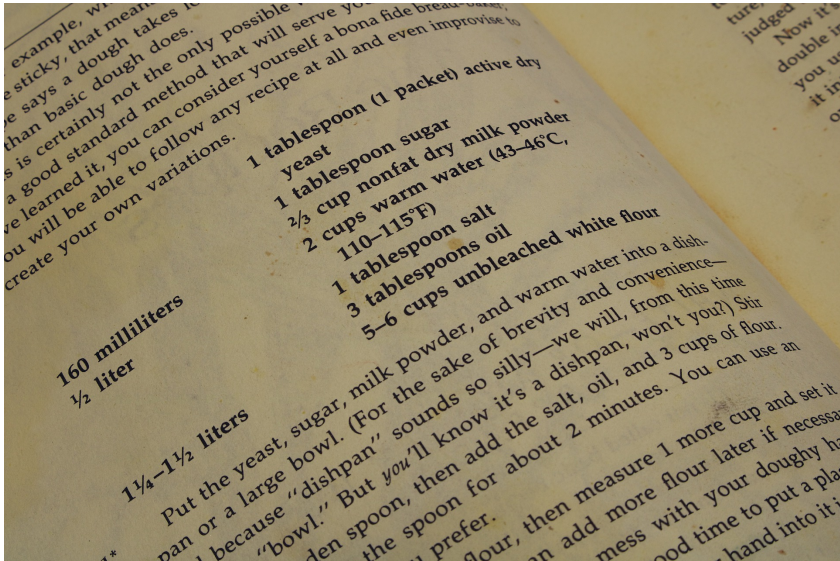 example,
e sticky, that mean
e says a dough takes
than basic dough does.
is is certainly not the only possible
a good standard method that will serve
ve learned it, you can consider yourself a bona fide bread-baker,
ou will be able to follow any recipe at all and even improvise to
create your own variations.
1 tablespoon (1 packet) active dry
yeast
1 tablespoon sugar
160 milliliters ⅔ cup nonfat dry milk powder
½ liter 2 cups warm water (43–46°C,
110–115°F)
1 tablespoon salt
3 tablespoons oil
1¼–1½ liters 5–6 cups unbleached white flour
Put the yeast, sugar, milk powder, and warm water into a dish-
pan or a large bowl. (For the sake of brevity and convenience—
because "dishpan" sounds so silly—we will, from this time
"bowl." But you'll know it's a dishpan, won't you?) Stir
den spoon, then add the salt, oil, and 3 cups of flour.
the spoon for about 2 minutes. You can use an
prefer.
flour, then measure 1 more cup and set it
an add more flour later if necessa
mess with your doughy ha
ood time to put a pla
hand into it
ture,
judged
Now it'
double in
you us
it in